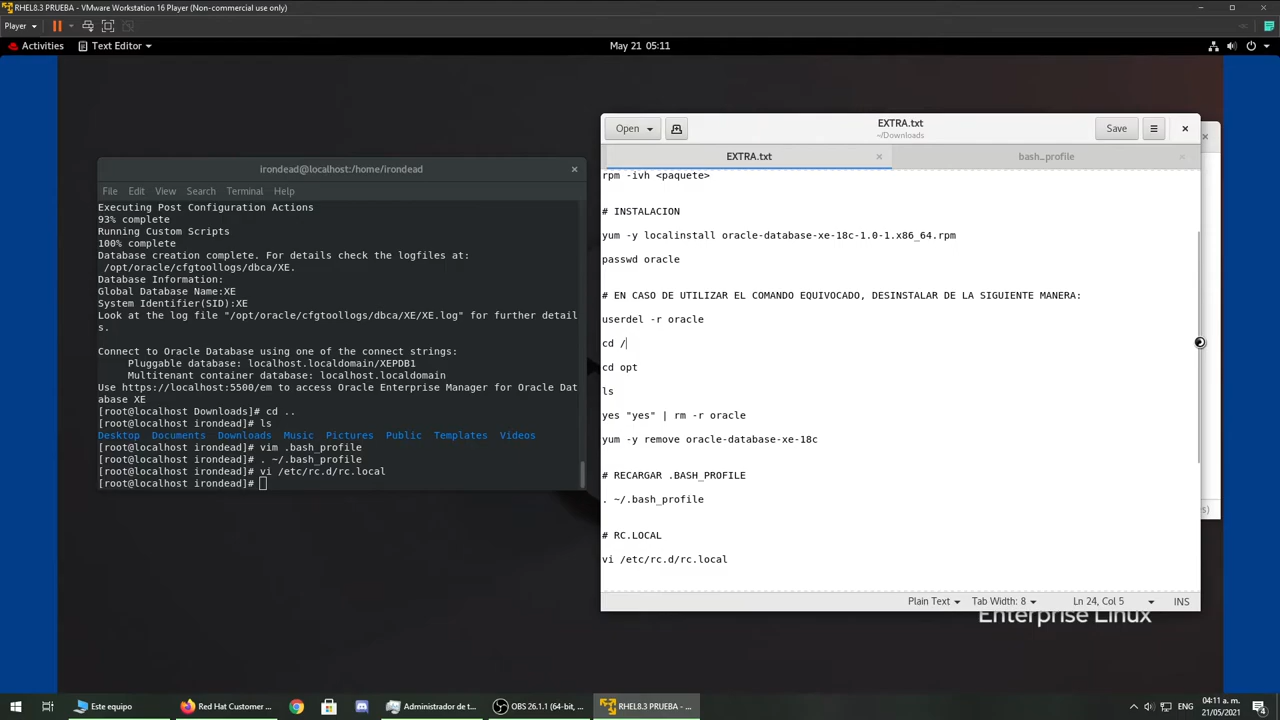 RHEL8.3 PRUEBA - VMware Workstation 16 Player (Non-commercial use only)
Player
Activities
Text Editor
May 21 05:11
irondead@localhost:/home/irondead
File Edit View Search Terminal Help
Executing Post Configuration Actions
93% complete
Running Custom Scripts
100% complete
Database creation complete. For details check the logfiles at:
/opt/oracle/cfgtoollogs/dbca/XE.
Database Information:
Global Database Name:XE
System Identifier(SID):XE
Look at the log file "/opt/oracle/cfgtoollogs/dbca/XE/XE.log" for further detail
s.
Connect to Oracle Database using one of the connect strings:
Pluggable database: localhost.localdomain/XEPDB1
Multitenant container database: localhost.localdomain
Use https://localhost:5500/em to access Oracle Enterprise Manager for Oracle Dat
abase XE
[root@localhost Downloads]# cd ..
[root@localhost irondead]# ls
Desktop Documents Downloads Music Pictures Public Templates Videos
[root@localhost irondead]# vim .bash_profile
[root@localhost irondead]# . ~/.bash_profile
[root@localhost irondead]# vi /etc/rc.d/rc.local
[root@localhost irondead]#
Open
EXTRA.txt
~/Downloads
Save
EXTRA.txt
bash_profile
rpm -ivh <paquete>
# INSTALACION
yum -y localinstall oracle-database-xe-18c-1.0-1.x86_64.rpm
passwd oracle
# EN CASO DE UTILIZAR EL COMANDO EQUIVOCADO, DESINSTALAR DE LA SIGUIENTE MANERA:
userdel -r oracle
cd /
cd opt
ls
yes "yes" | rm -r oracle
yum -y remove oracle-database-xe-18c
# RECARGAR .BASH_PROFILE
. ~/.bash_profile
# RC.LOCAL
vi /etc/rc.d/rc.local
Plain Text
Tab Width: 8
Ln 24, Col 5
INS
Enterprise Linux
Este equipo
Red Hat Customer ...
Administrador de t...
OBS 26.1.1 (64-bit, ...
RHEL8.3 PRUEBA - ...
ENG
04:11 a. m.
21/05/2021
4